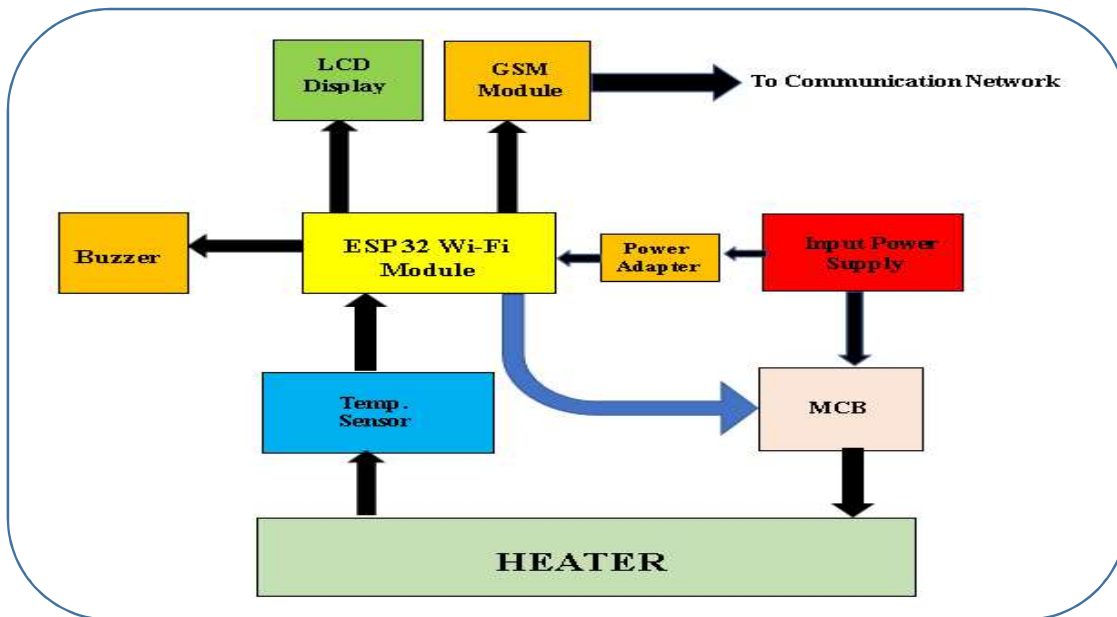 LCD
Display
GSM
Module
To Communication Network
Buzzer
ESP32 Wi-Fi
Module
Power
Adapter
Input Power
Supply
Temp.
Sensor
MCB
HEATER